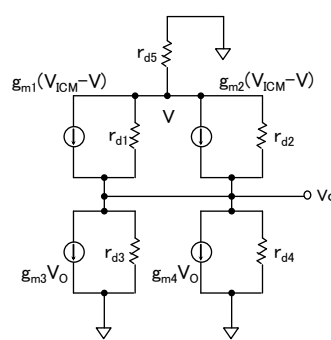 r_d5
g_m1(V_ICM−V)
g_m2(V_ICM−V)
V
r_d1
r_d2
V_O
r_d3
r_d4
g_m3V_O
g_m4V_O